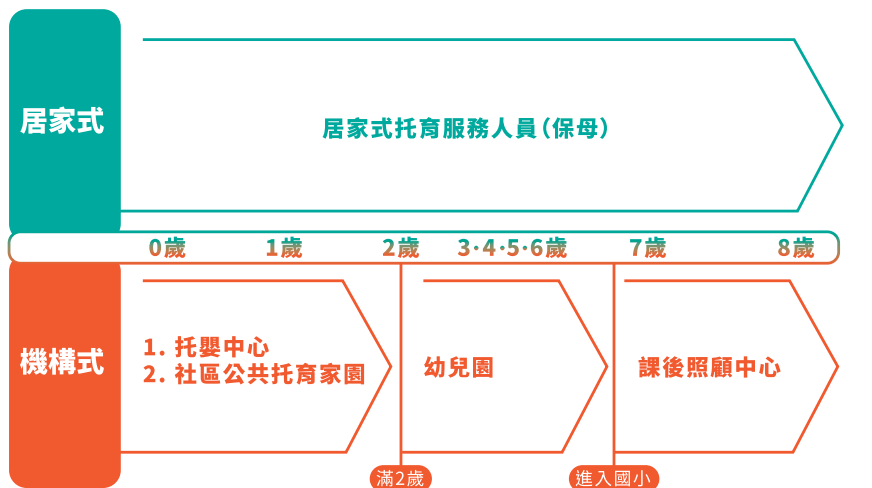 居家式
居家式托育服務人員(保母)
0歲 1歲 2歲 3·4·5·6歲 7歲 8歲
機構式
1. 托嬰中心
2. 社區公共托育家園
幼兒園
課後照顧中心
滿2歲
進入國小